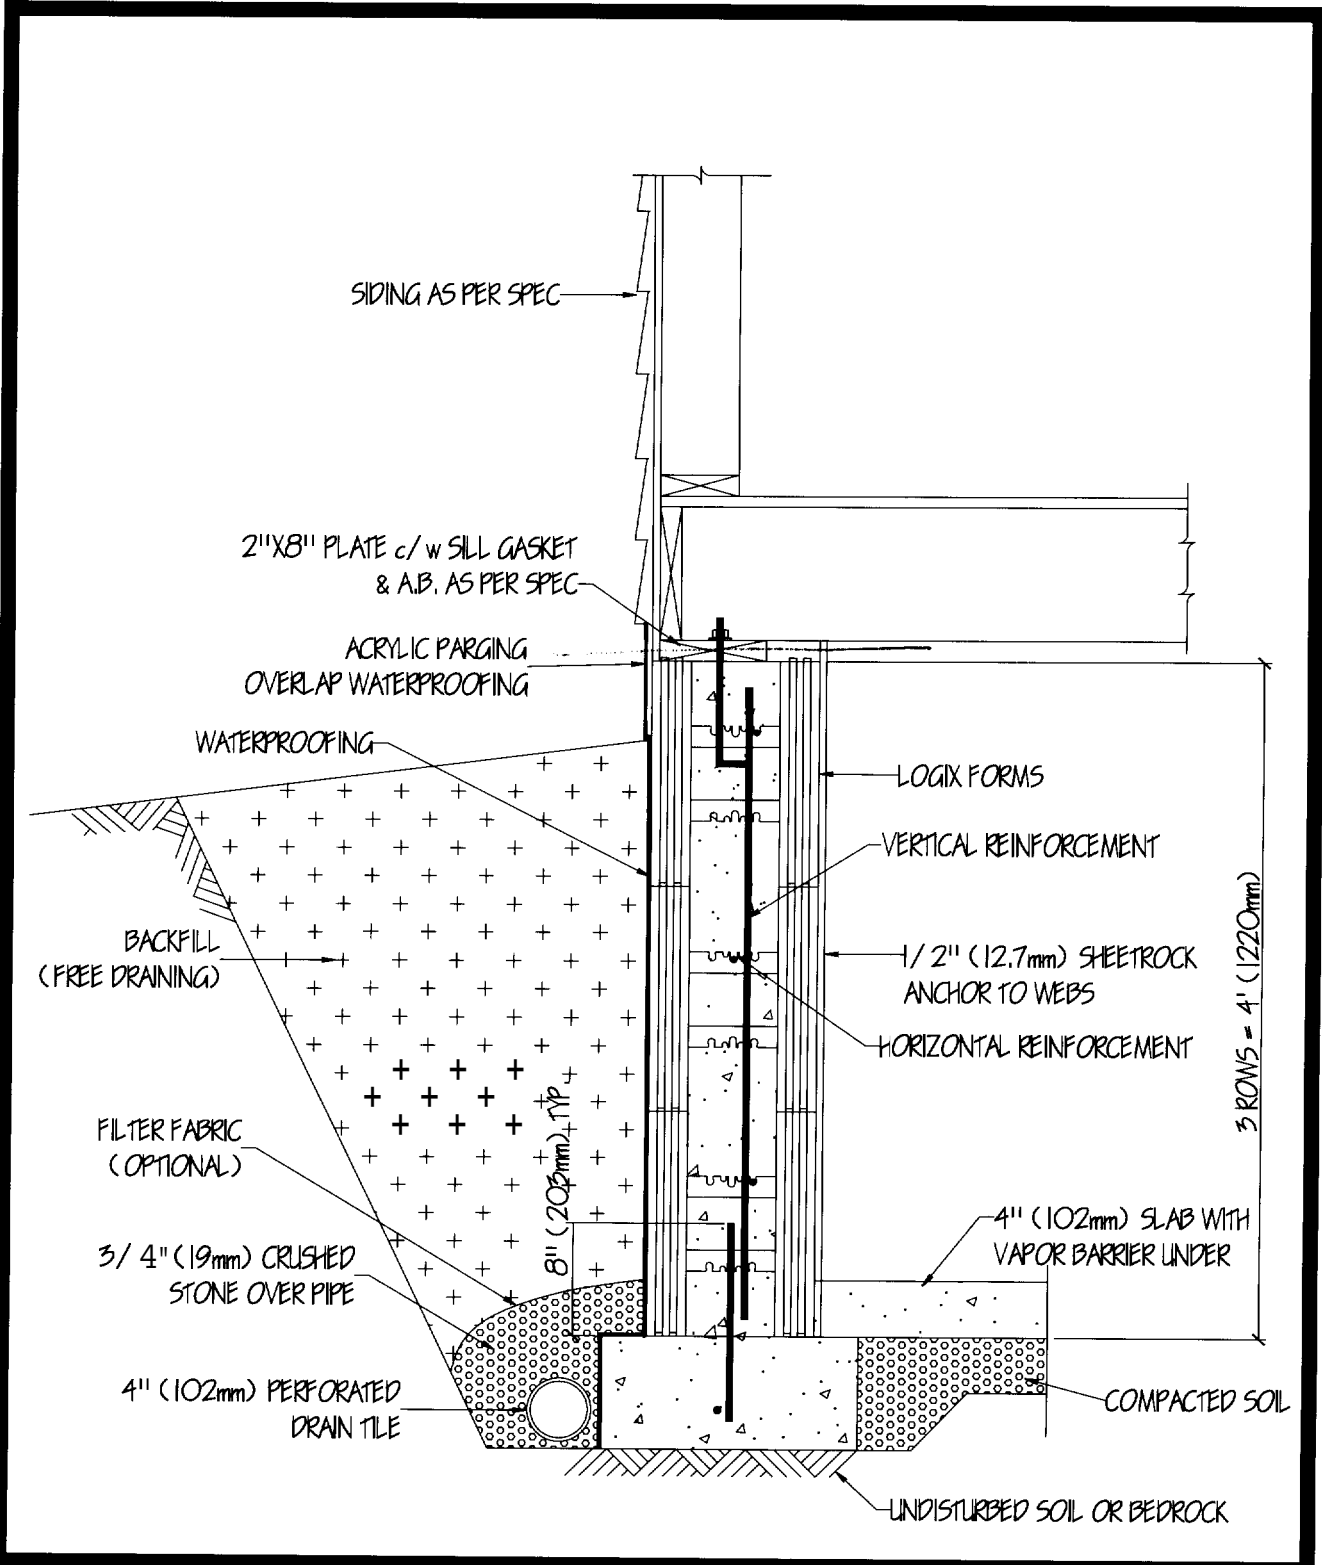 SIDING AS PER SPEC
2"X8" PLATE c/w SILL GASKET
& A.B. AS PER SPEC
ACRYLIC PARGING
OVERLAP WATERPROOFING
WATERPROOFING
LOGIX FORMS
VERTICAL REINFORCEMENT
BACKFILL
(FREE DRAINING)
1/2" (12.7mm) SHEETROCK
ANCHOR TO WEBS
HORIZONTAL REINFORCEMENT
3 ROWS = 4' (1220mm)
FILTER FABRIC
(OPTIONAL)
8" (203mm) TYP.
3/4" (19mm) CRUSHED
STONE OVER PIPE
4" (102mm) SLAB WITH
VAPOR BARRIER UNDER
4" (102mm) PERFORATED
DRAIN TILE
COMPACTED SOIL
UNDISTURBED SOIL OR BEDROCK